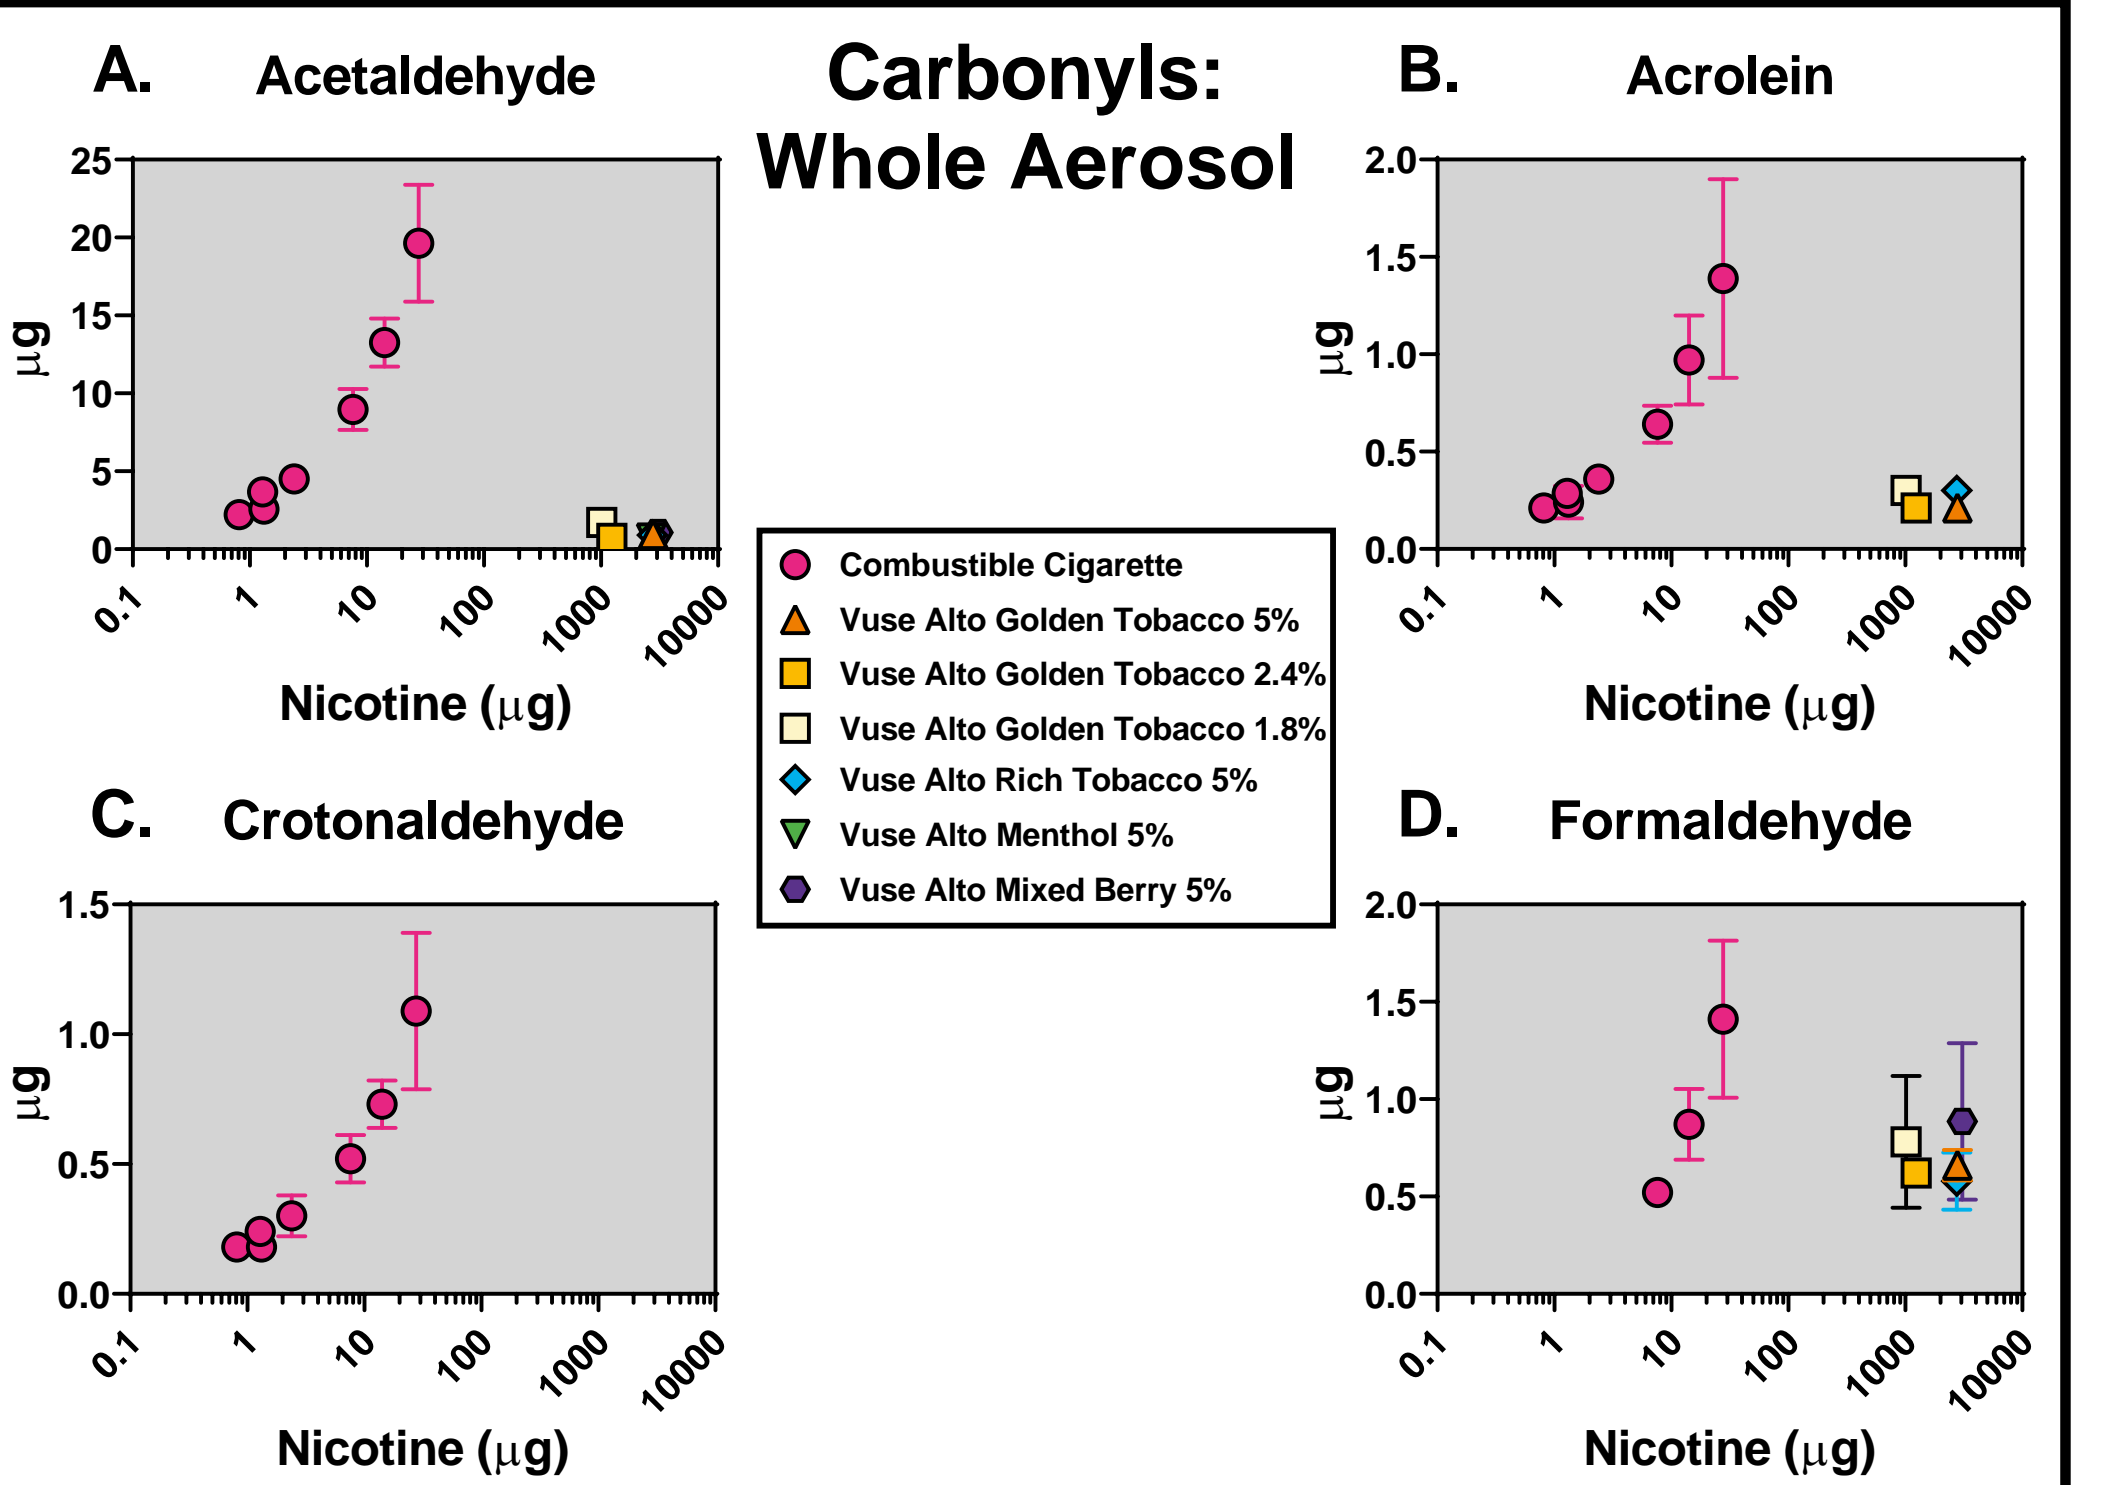 A.
Acetaldehyde
Carbonyls:
Whole Aerosol
B.
Acrolein
25
20
15
10
5
0
μg
0.1
1
10
100
1000
10000
Nicotine (μg)
2.0
1.5
1.0
0.5
0.0
μg
0.1
1
10
100
1000
10000
Nicotine (μg)
Combustible Cigarette
Vuse Alto Golden Tobacco 5%
Vuse Alto Golden Tobacco 2.4%
Vuse Alto Golden Tobacco 1.8%
Vuse Alto Rich Tobacco 5%
Vuse Alto Menthol 5%
Vuse Alto Mixed Berry 5%
C.
Crotonaldehyde
1.5
1.0
0.5
0.0
μg
0.1
1
10
100
1000
10000
Nicotine (μg)
D.
Formaldehyde
2.0
1.5
1.0
0.5
0.0
μg
0.1
1
10
100
1000
10000
Nicotine (μg)